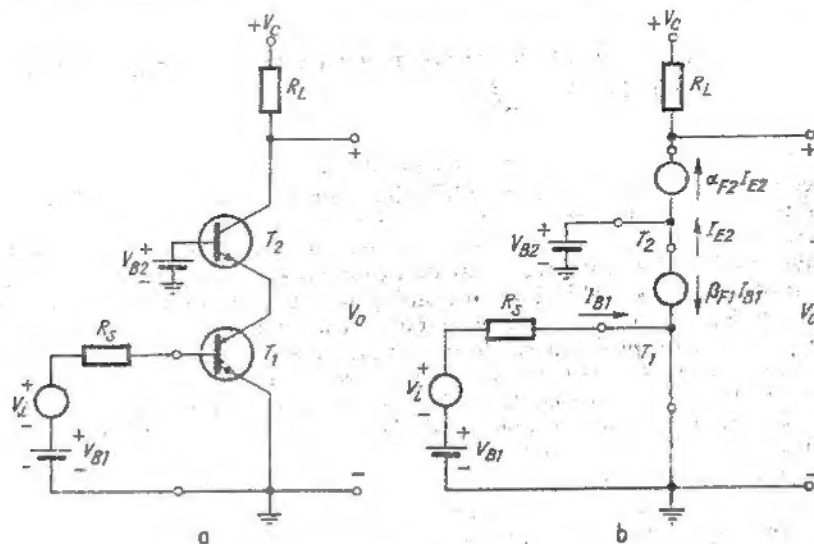 +V_C
R_L
+
T_2
+
V_B2
-
V_o
R_S
T_1
+
V_i
-
+
V_B1
-
-
a
+V_C
R_L
+
α_F2 I_E2
+
V_B2
-
T_2
I_E2
I_B1
β_F1 I_B1
R_S
V_o
T_1
+
V_i
-
+
V_B1
-
-
b